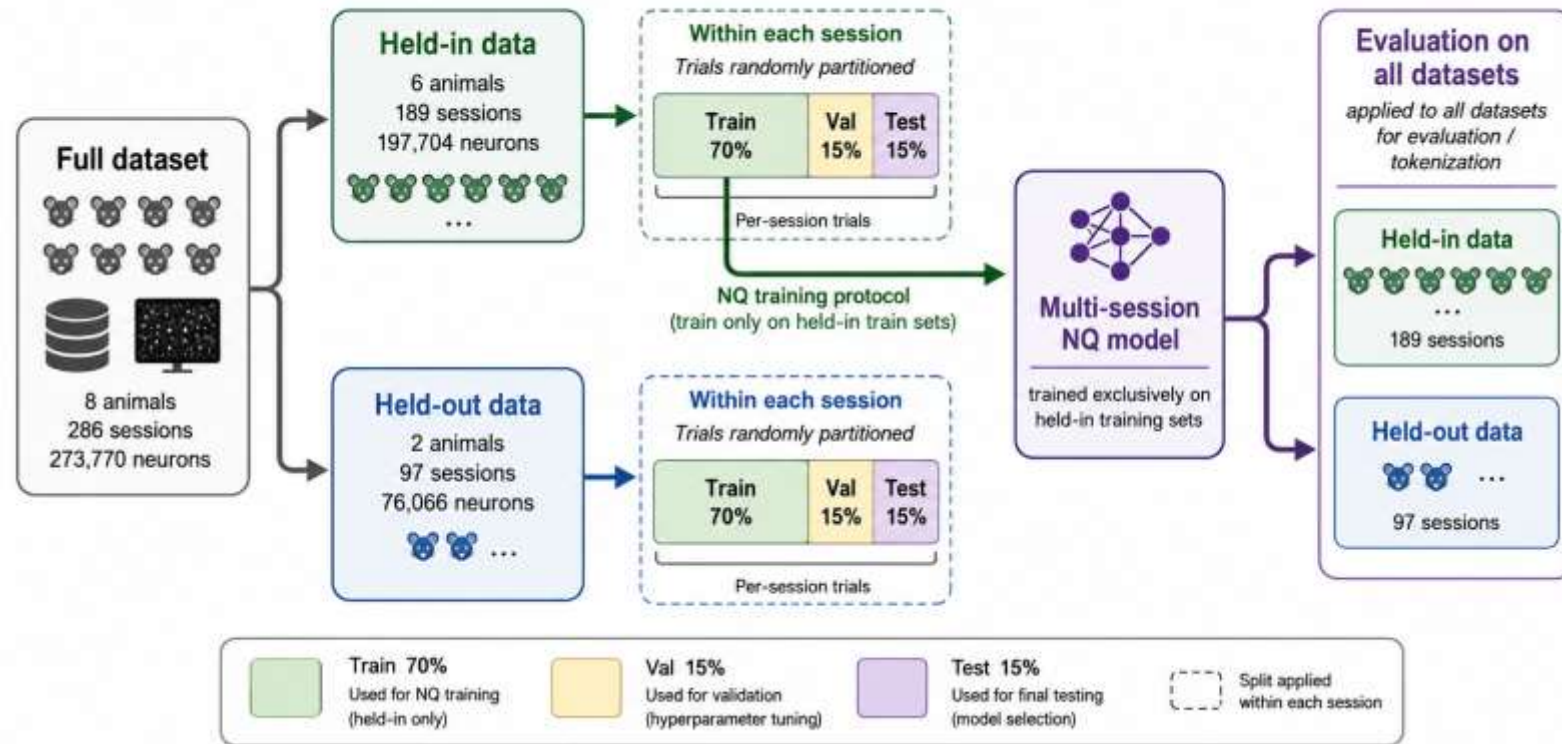 Full dataset
8 animals
286 sessions
273,770 neurons
Held-in data
6 animals
189 sessions
197,704 neurons
...
Held-out data
2 animals
97 sessions
76,066 neurons
...
Within each session
Trials randomly partitioned
Train Val Test
70% 15% 15%
Per-session trials
NQ training protocol
(train only on held-in train sets)
Within each session
Trials randomly partitioned
Train Val Test
70% 15% 15%
Per-session trials
Multi-session
NQ model
trained exclusively on
held-in training sets
Evaluation on
all datasets
applied to all datasets
for evaluation /
tokenization
Held-in data
...
189 sessions
Held-out data
...
97 sessions
Train 70%
Used for NQ training
(held-in only)
Val 15%
Used for validation
(hyperparameter tuning)
Test 15%
Used for final testing
(model selection)
Split applied
within each session